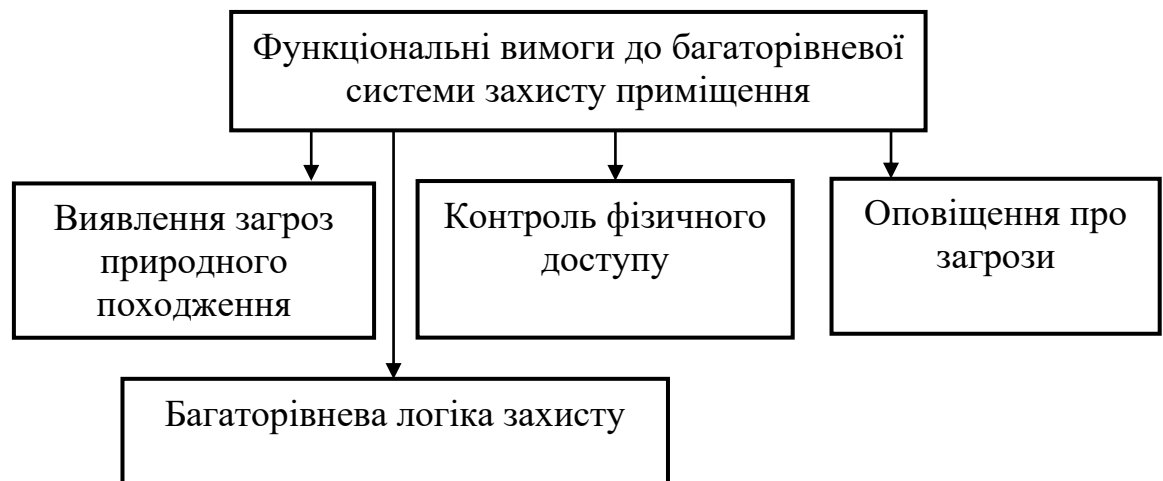 Функціональні вимоги до багаторівневої
системи захисту приміщення
Виявлення загроз
природного
походження
Контроль фізичного
доступу
Оповіщення про
загрози
Багаторівнева логіка захисту